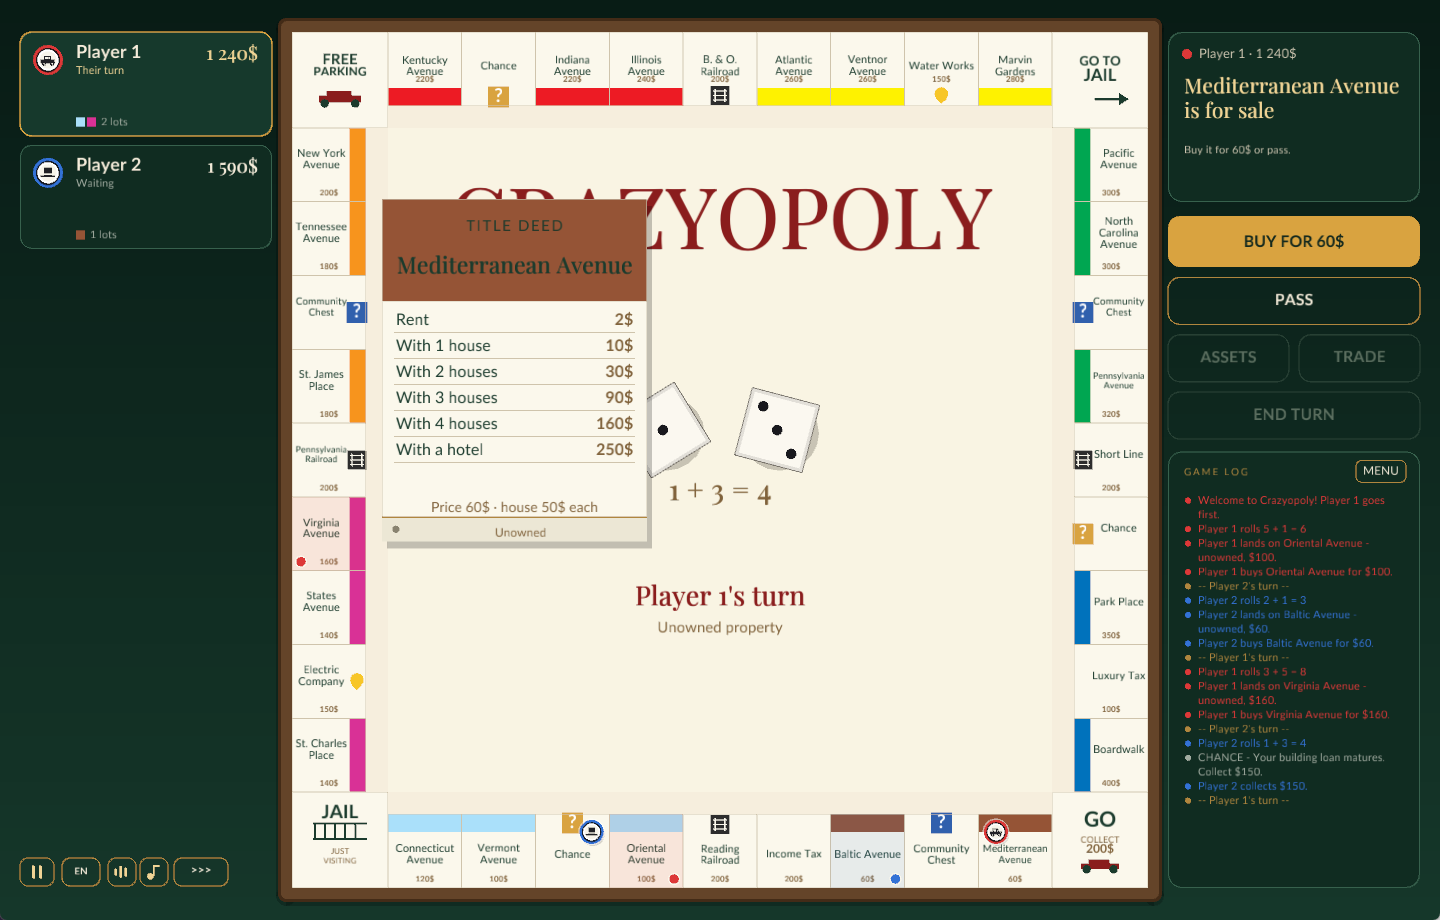 Player 1
1 240$
Their turn
2 lots
Player 2
1 590$
Waiting
1 lots
EN
>>>
FREE
PARKING
Kentucky
Avenue
220$
Chance
?
Indiana
Avenue
220$
Illinois
Avenue
240$
B. & O.
Railroad
200$
Atlantic
Avenue
260$
Ventnor
Avenue
260$
Water Works
150$
Marvin
Gardens
280$
GO TO
JAIL
New York
Avenue
200$
Tennessee
Avenue
180$
Community
Chest
?
St. James
Place
180$
Pennsylvania
Railroad
200$
Virginia
Avenue
160$
States
Avenue
140$
Electric
Company
150$
St. Charles
Place
140$
CRAZYOPOLY
TITLE DEED
Mediterranean Avenue
Rent 2$
With 1 house 10$
With 2 houses 30$
With 3 houses 90$
With 4 houses 160$
With a hotel 250$
Price 60$ · house 50$ each
Unowned
1 + 3 = 4
Player 1's turn
Unowned property
Pacific
Avenue
300$
North
Carolina
Avenue
300$
?
Community
Chest
Pennsylvania
Avenue
320$
Short Line
200$
?
Chance
Park Place
350$
Luxury Tax
100$
Boardwalk
400$
JAIL
JUST
VISITING
Connecticut
Avenue
120$
Vermont
Avenue
100$
?
Chance
Oriental
Avenue
100$
Reading
Railroad
200$
Income Tax
200$
Baltic Avenue
60$
?
Community
Chest
Mediterranean
Avenue
60$
GO
COLLECT
200$
Player 1 · 1 240$
Mediterranean Avenue
is for sale
Buy it for 60$ or pass.
BUY FOR 60$
PASS
ASSETS
TRADE
END TURN
GAME LOG
MENU
Welcome to Crazyopoly! Player 1 goes
first.
Player 1 rolls 5 + 1 = 6
Player 1 lands on Oriental Avenue -
unowned, $100.
Player 1 buys Oriental Avenue for $100.
-- Player 2's turn --
Player 2 rolls 2 + 1 = 3
Player 2 lands on Baltic Avenue -
unowned, $60.
Player 2 buys Baltic Avenue for $60.
-- Player 1's turn --
Player 1 rolls 3 + 5 = 8
Player 1 lands on Virginia Avenue -
unowned, $160.
Player 1 buys Virginia Avenue for $160.
-- Player 2's turn --
Player 2 rolls 1 + 3 = 4
CHANCE - Your building loan matures.
Collect $150.
Player 2 collects $150.
-- Player 1's turn --